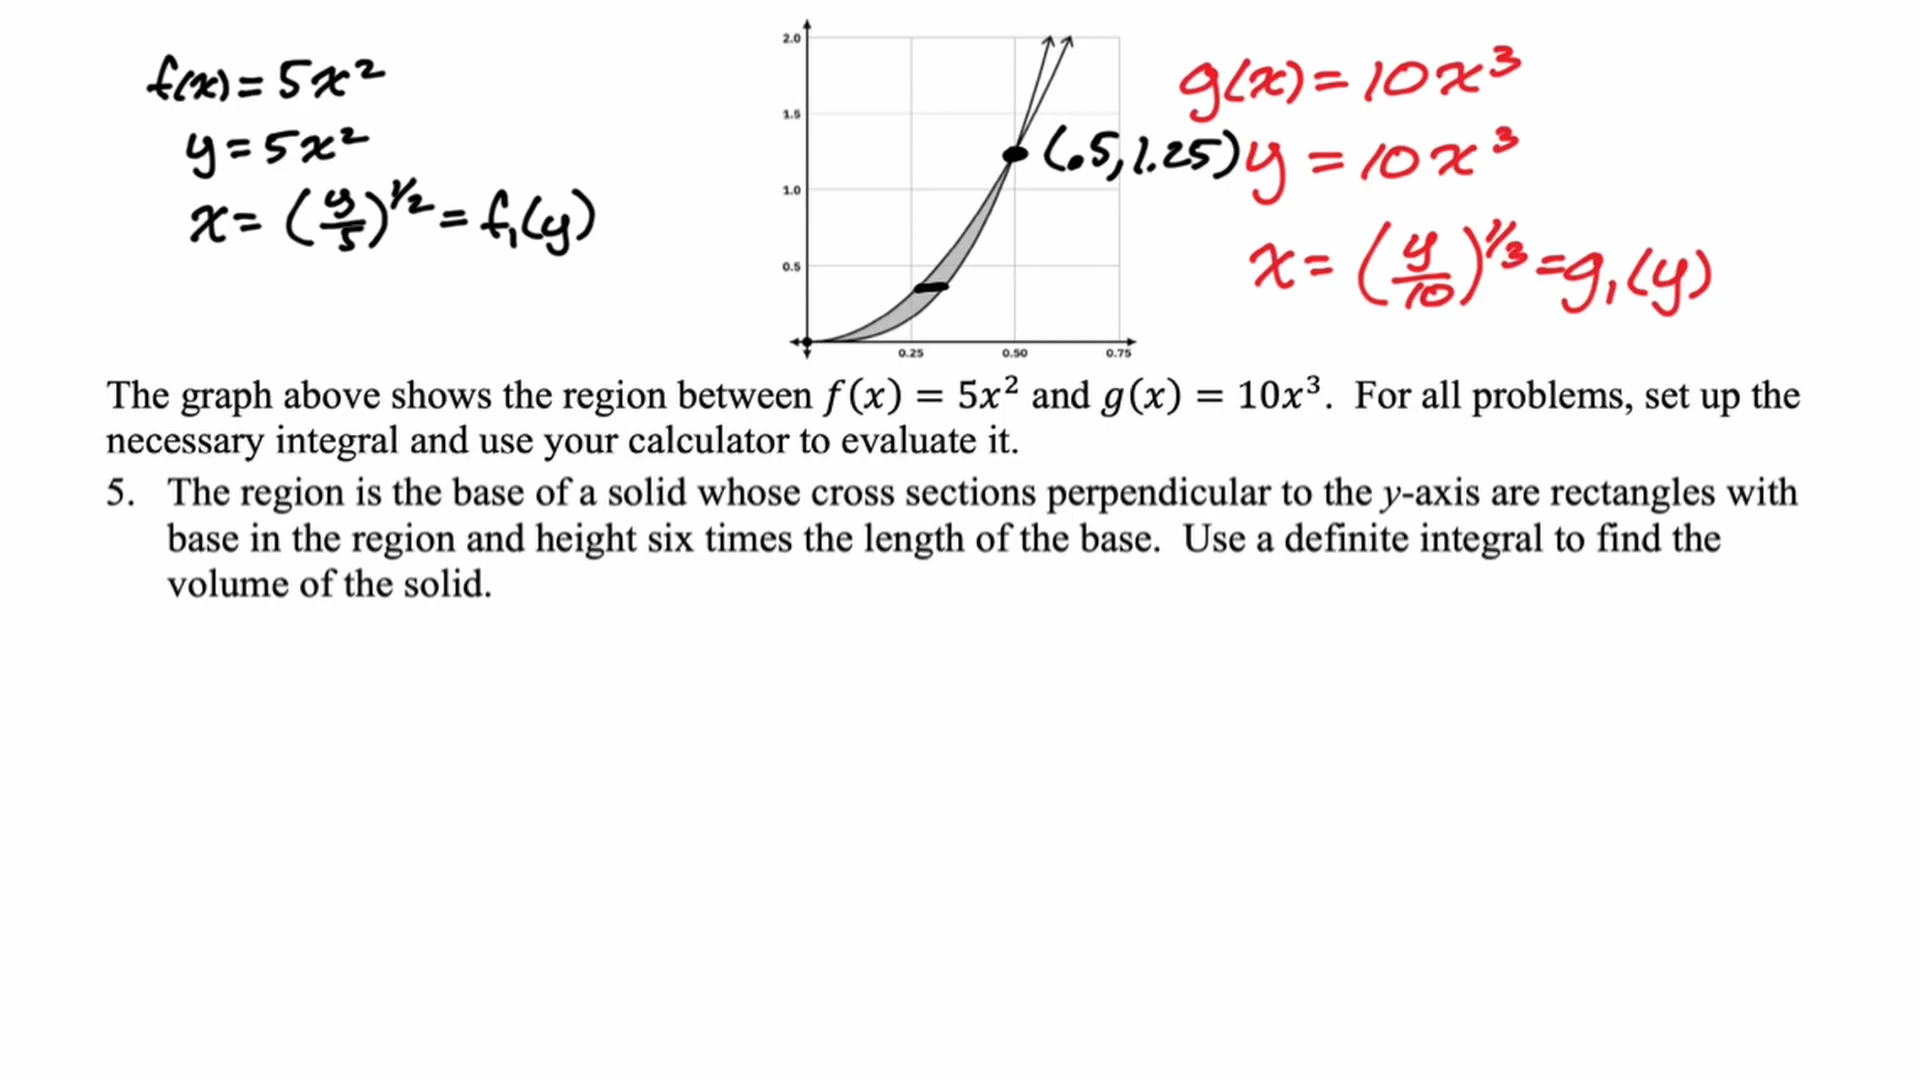 f(x) = 5x²
y = 5x²
x = (y/5)^1/2 = f₁(y)
2.0
1.5
1.0
0.5
0.25 0.50 0.75
(.5, 1.25)
g(x) = 10x³
y = 10x³
x = (y/10)^1/3 = g₁(y)
The graph above shows the region between f(x) = 5x² and g(x) = 10x³. For all problems, set up the
necessary integral and use your calculator to evaluate it.
5. The region is the base of a solid whose cross sections perpendicular to the y-axis are rectangles with
base in the region and height six times the length of the base. Use a definite integral to find the
volume of the solid.